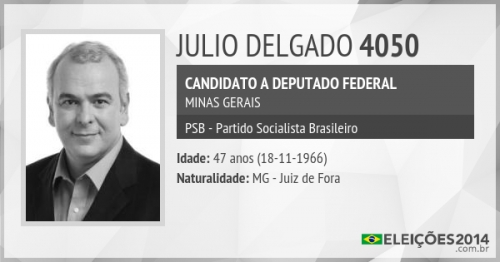 JULIO DELGADO 4050
CANDIDATO A DEPUTADO FEDERAL
MINAS GERAIS
PSB - Partido Socialista Brasileiro
Idade: 47 anos (18-11-1966)
Naturalidade: MG - Juiz de Fora
ELEIÇÕES2014
.com.br